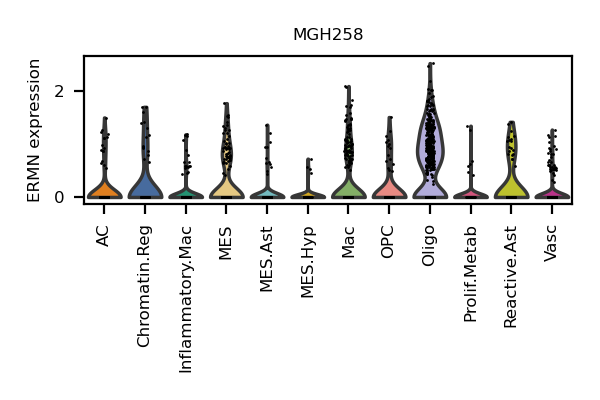 MGH258
ERMN expression
2
0
AC
Chromatin.Reg
Inflammatory.Mac
MES
MES.Ast
MES.Hyp
Mac
OPC
Oligo
Prolif.Metab
Reactive.Ast
Vasc